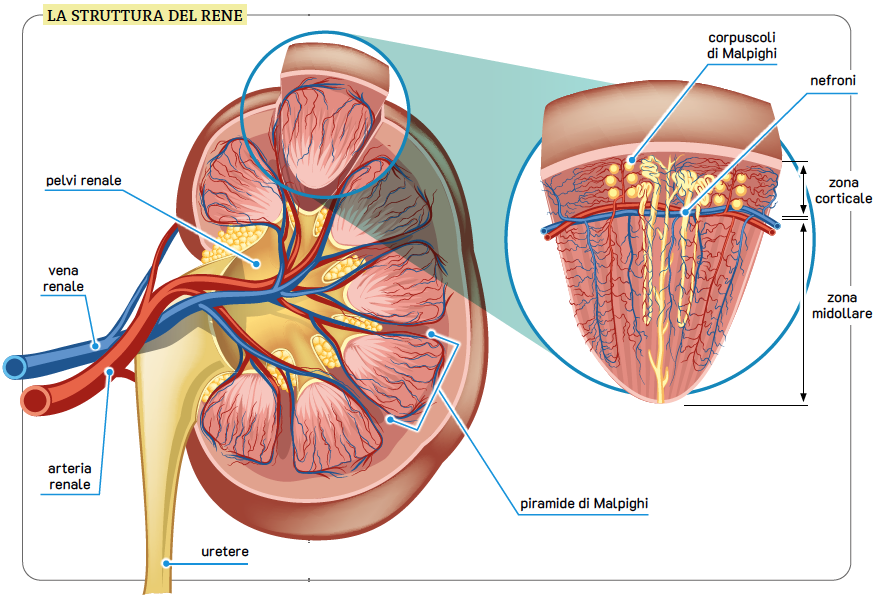 LA STRUTTURA DEL RENE
corpuscoli
di Malpighi
nefroni
pelvi renale
zona
corticale
vena
renale
zona
midollare
arteria
renale
piramide di Malpighi
uretere